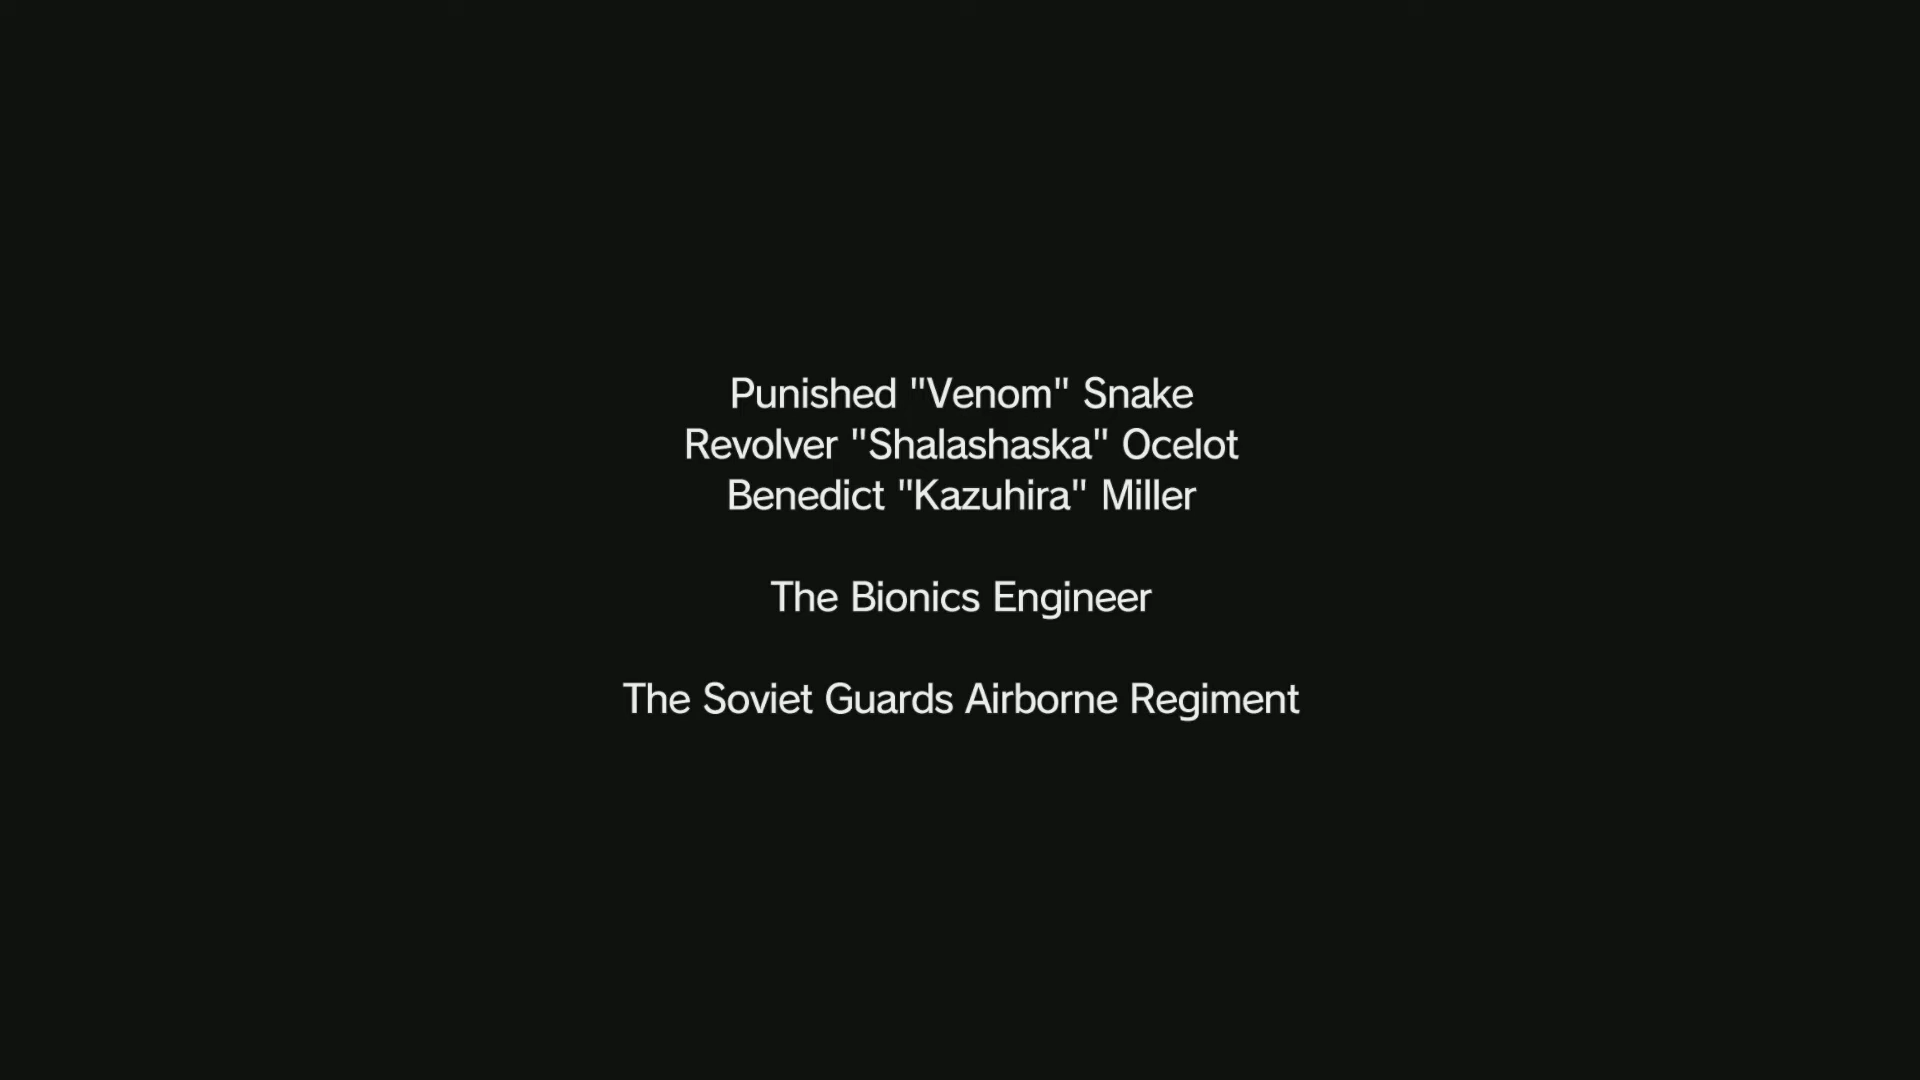 Punished "Venom" Snake
Revolver "Shalashaska" Ocelot
Benedict "Kazuhira" Miller
The Bionics Engineer
The Soviet Guards Airborne Regiment